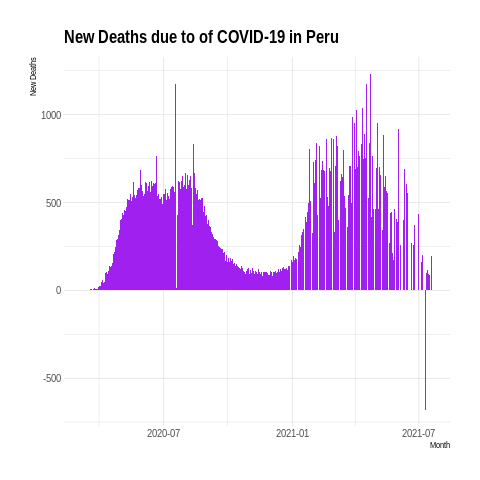 New Deaths due to of COVID-19 in Peru
New Deaths
1000
500
0
-500
2020-07
2021-01
2021-07
Month